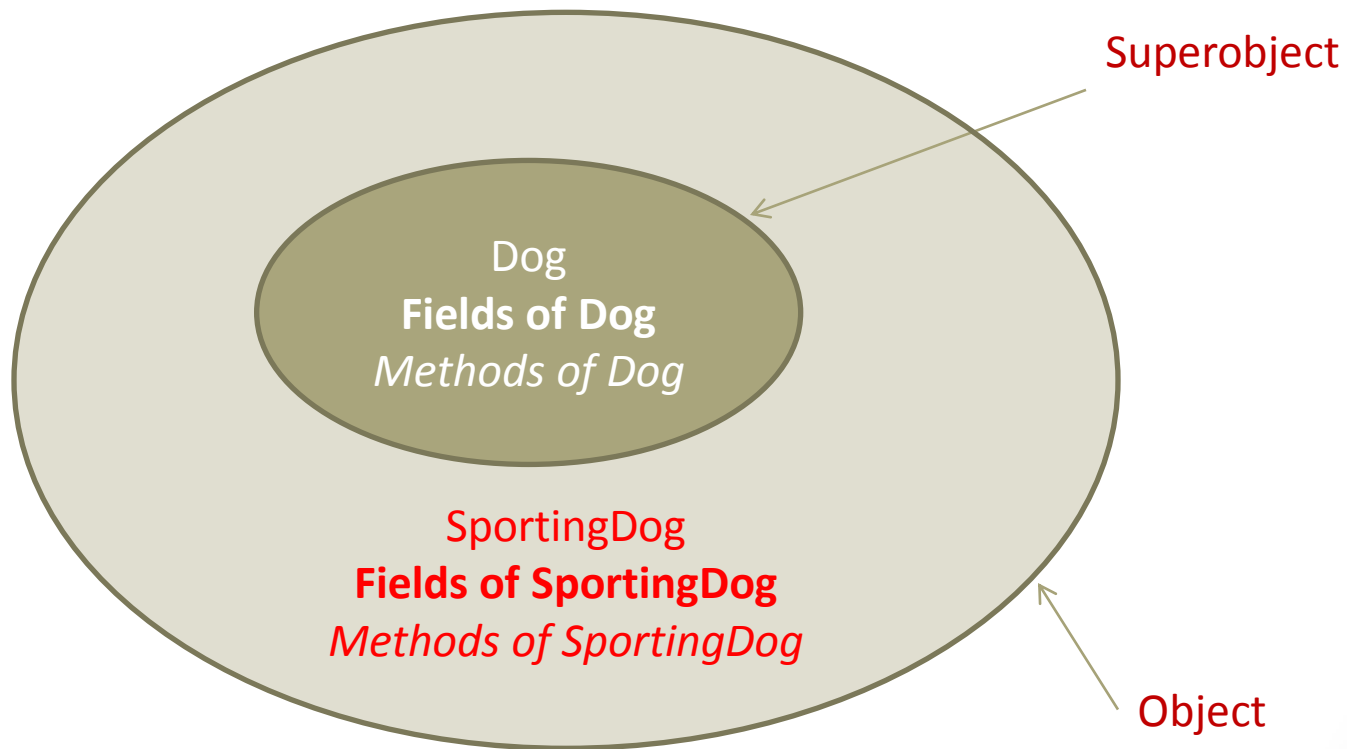 Superobject
Dog
Fields of Dog
Methods of Dog
SportingDog
Fields of SportingDog
Methods of SportingDog
Object